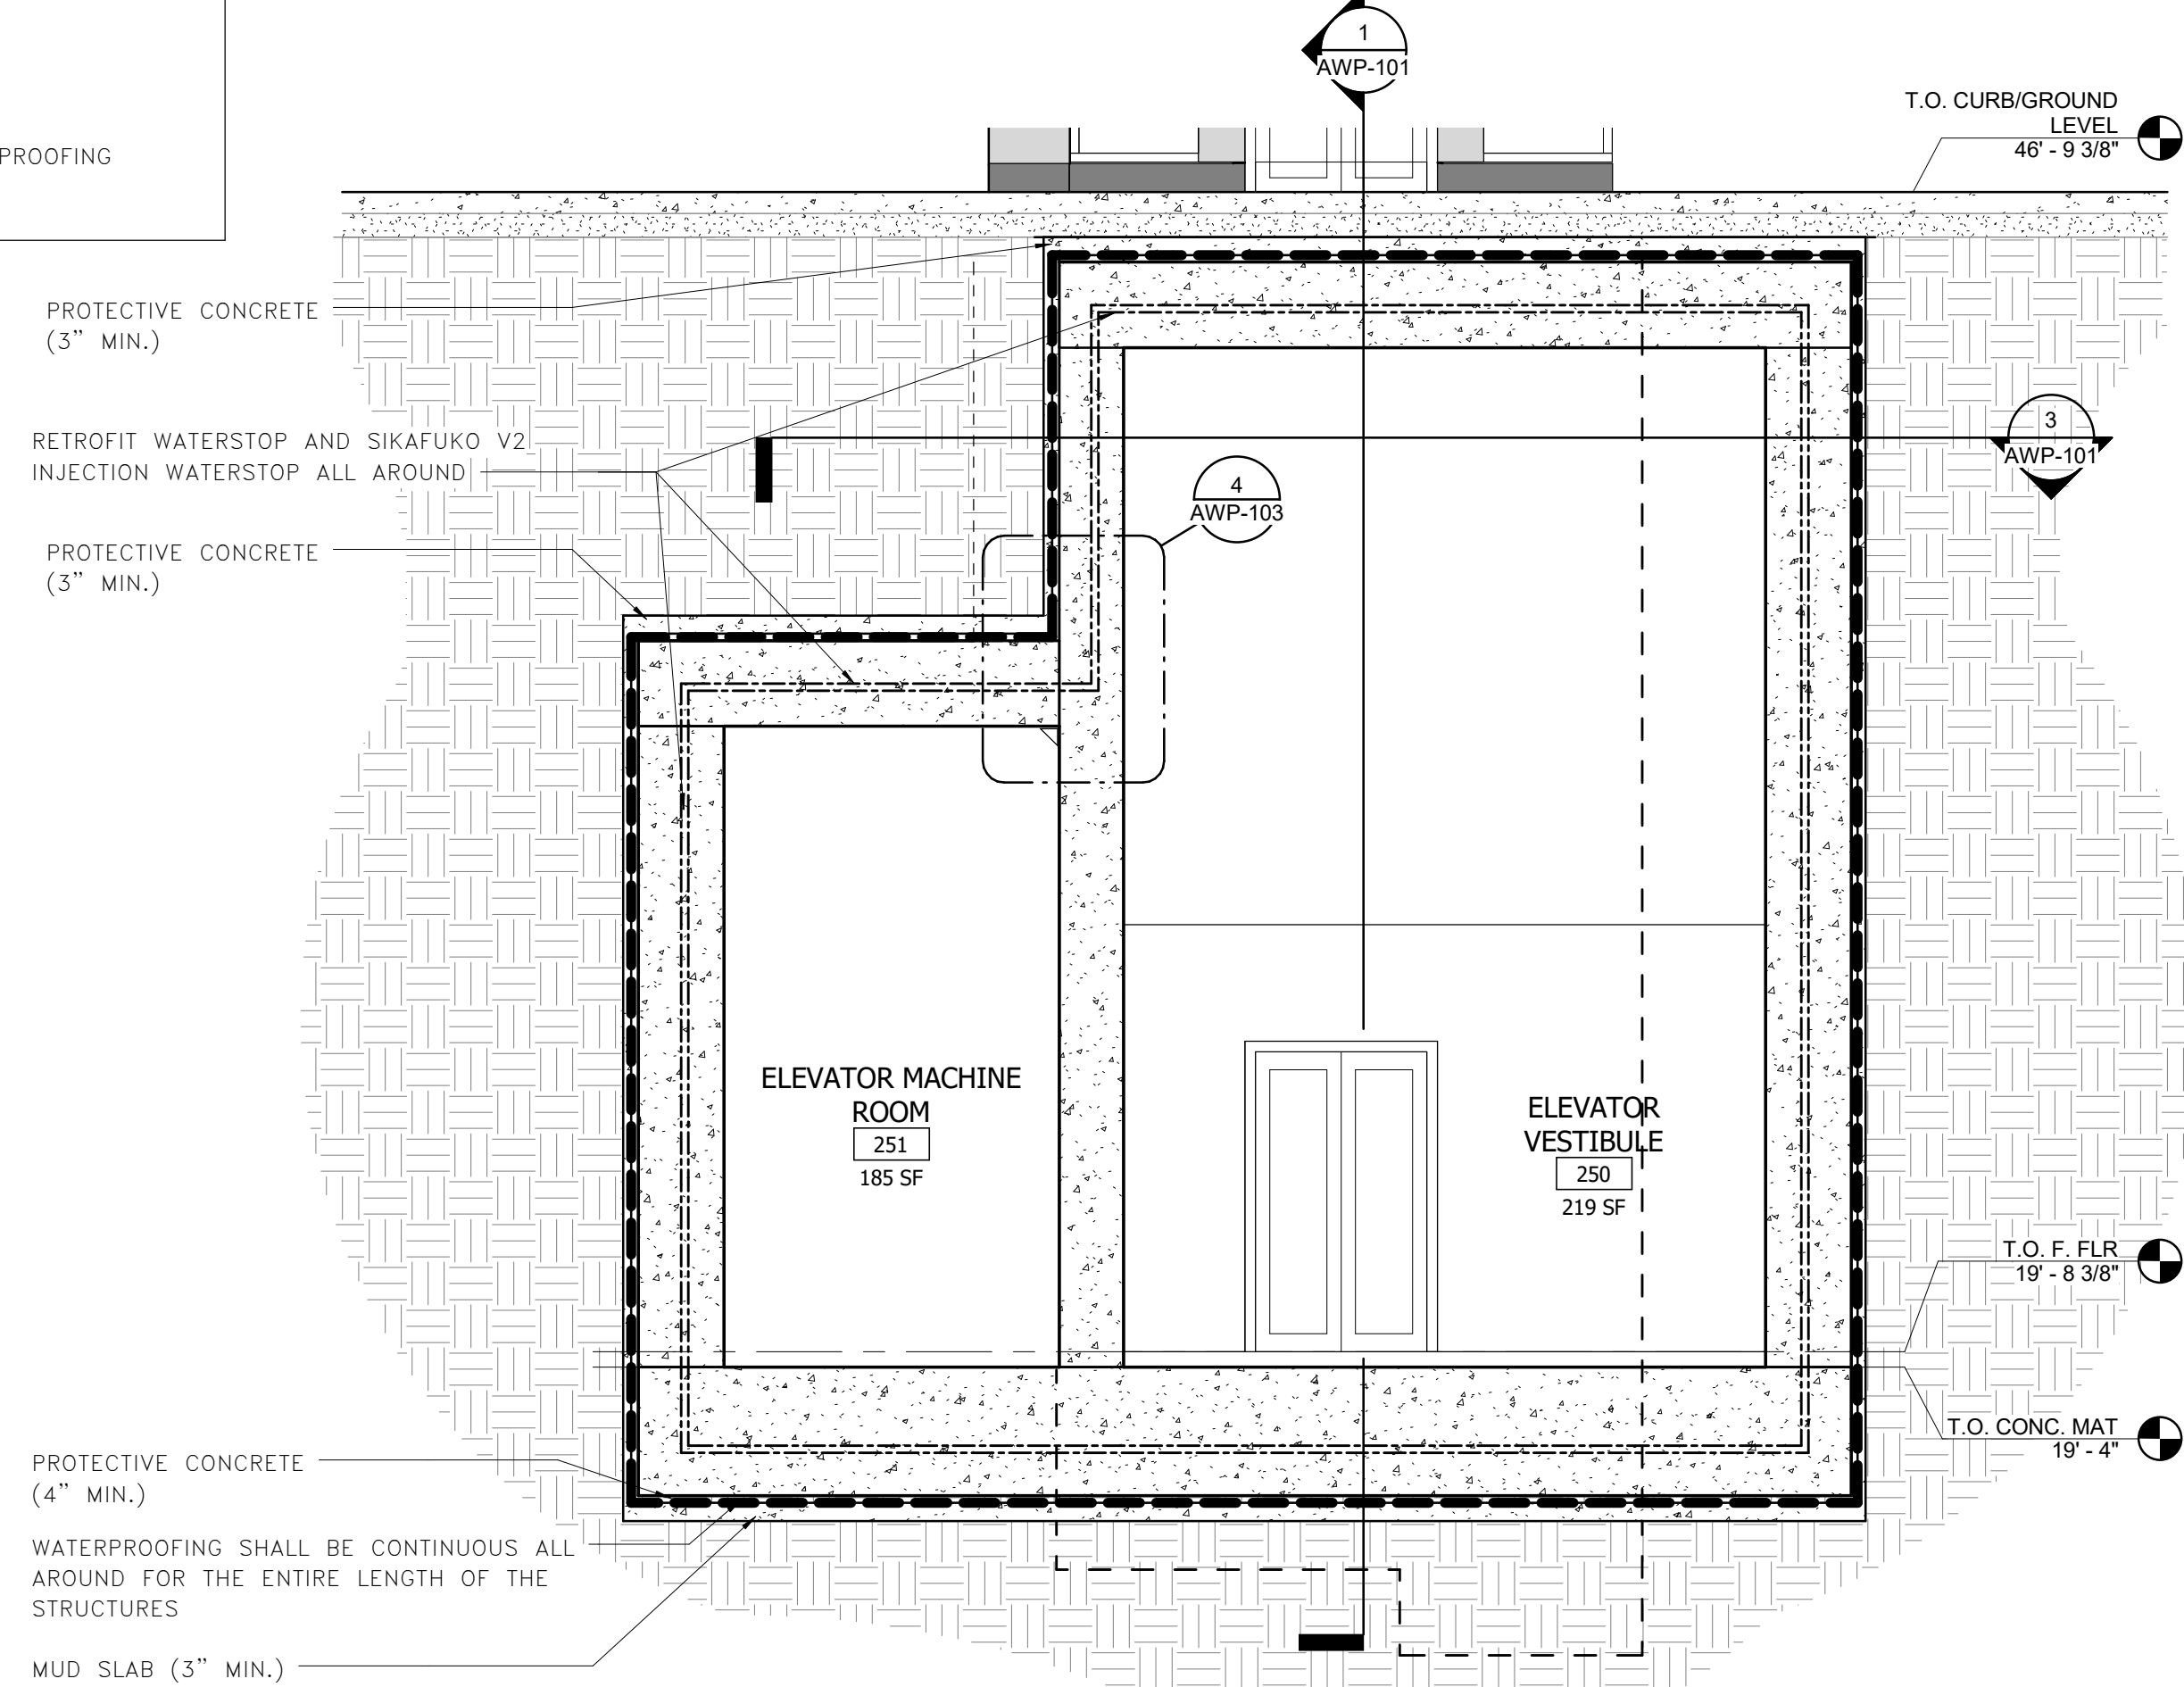 1
AWP-101
T.O. CURB/GROUND
LEVEL
46' - 9 3/8"
PROOFING
PROTECTIVE CONCRETE
(3" MIN.)
RETROFIT WATERSTOP AND SIKAFUKO V2
INJECTION WATERSTOP ALL AROUND
3
AWP-101
4
AWP-103
PROTECTIVE CONCRETE
(3" MIN.)
ELEVATOR MACHINE
ROOM
251
185 SF
ELEVATOR
VESTIBULE
250
219 SF
T.O. F. FLR
19' - 8 3/8"
T.O. CONC. MAT
19' - 4"
PROTECTIVE CONCRETE
(4" MIN.)
WATERPROOFING SHALL BE CONTINUOUS ALL
AROUND FOR THE ENTIRE LENGTH OF THE
STRUCTURES
MUD SLAB (3" MIN.)